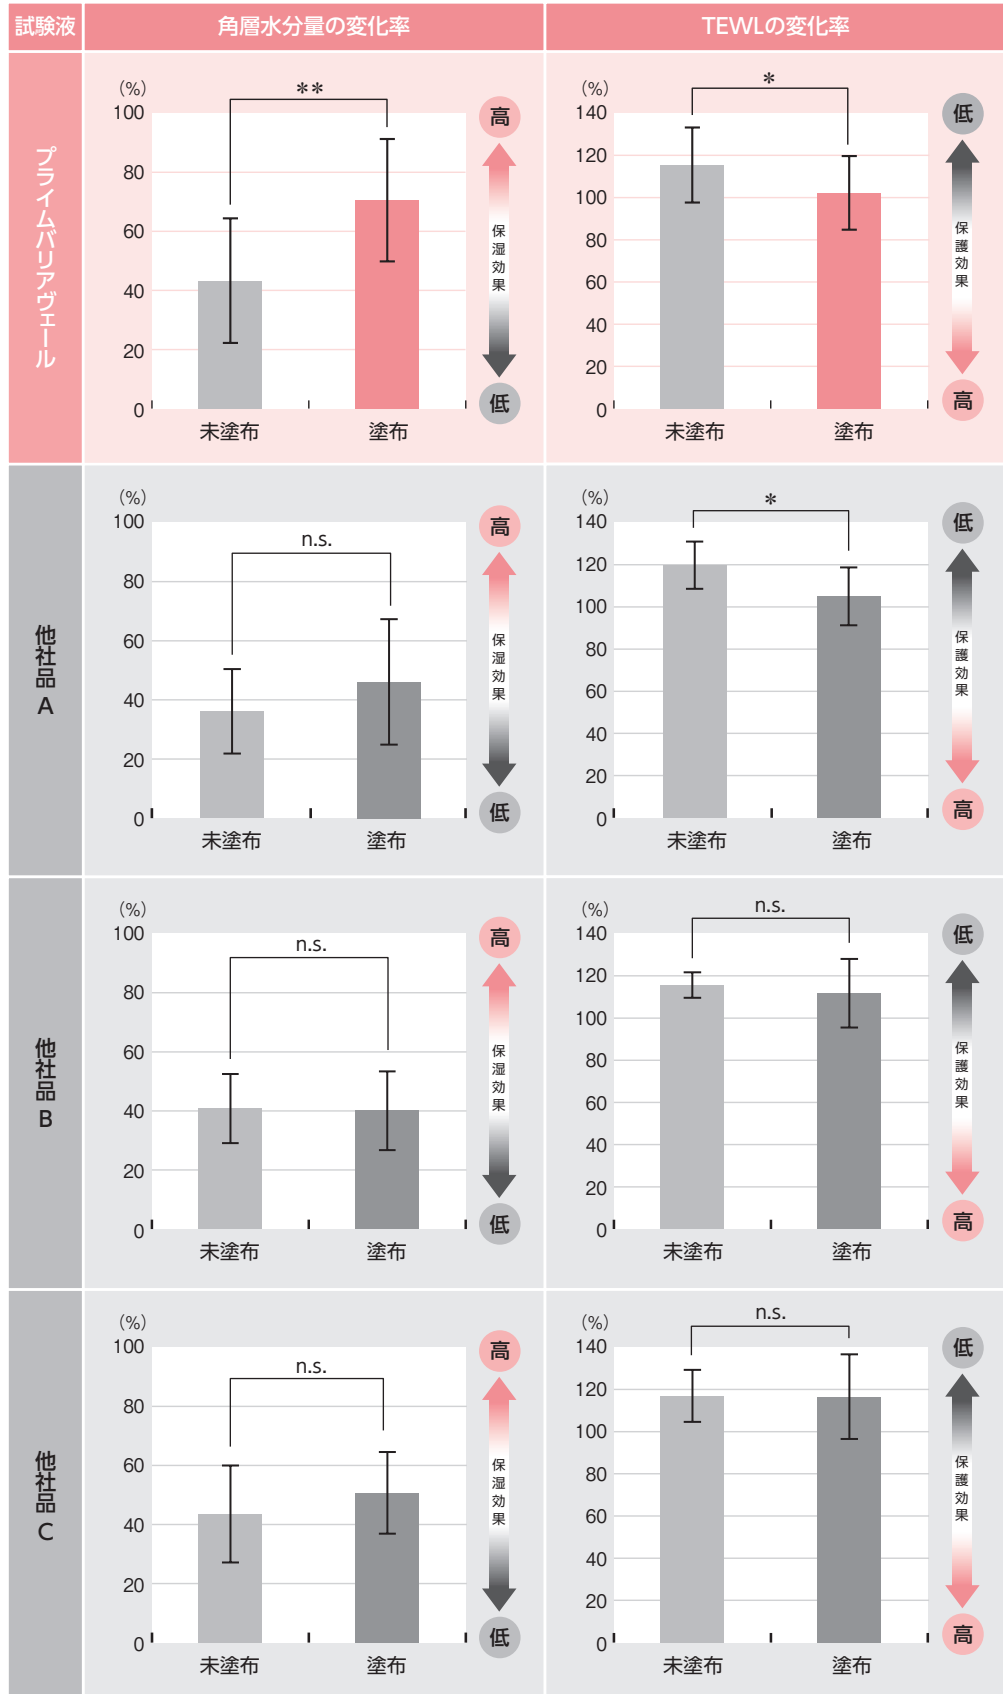 試験液
角層水分量の変化率
TEWLの変化率
プライムバリアヴェール
(%)
**
100
80
60
40
20
0
未塗布
塗布
高
保湿効果
低
(%)
*
140
120
100
80
60
40
20
0
未塗布
塗布
低
保護効果
高
他社品A
(%)
n.s.
100
80
60
40
20
0
未塗布
塗布
高
保湿効果
低
(%)
*
140
120
100
80
60
40
20
0
未塗布
塗布
低
保護効果
高
他社品B
(%)
n.s.
100
80
60
40
20
0
未塗布
塗布
高
保湿効果
低
(%)
n.s.
140
120
100
80
60
40
20
0
未塗布
塗布
低
保護効果
高
他社品C
(%)
n.s.
100
80
60
40
20
0
未塗布
塗布
高
保湿効果
低
(%)
n.s.
140
120
100
80
60
40
20
0
未塗布
塗布
低
保護効果
高